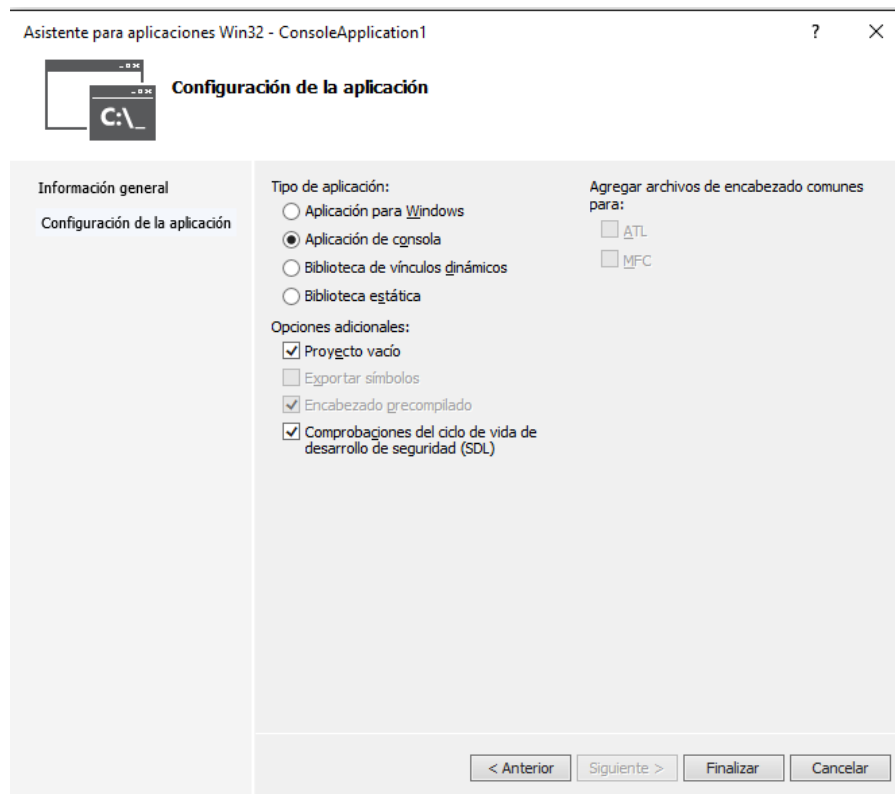 Asistente para aplicaciones Win32 - ConsoleApplication1
?
C:\_
Configuración de la aplicación
Información general
Configuración de la aplicación
Tipo de aplicación:
Aplicación para Windows
Aplicación de consola
Biblioteca de vínculos dinámicos
Biblioteca estática
Opciones adicionales:
Proyecto vacío
Exportar símbolos
Encabezado precompilado
Comprobaciones del ciclo de vida de
desarrollo de seguridad (SDL)
Agregar archivos de encabezado comunes
para:
ATL
MFC
< Anterior
Siguiente >
Finalizar
Cancelar